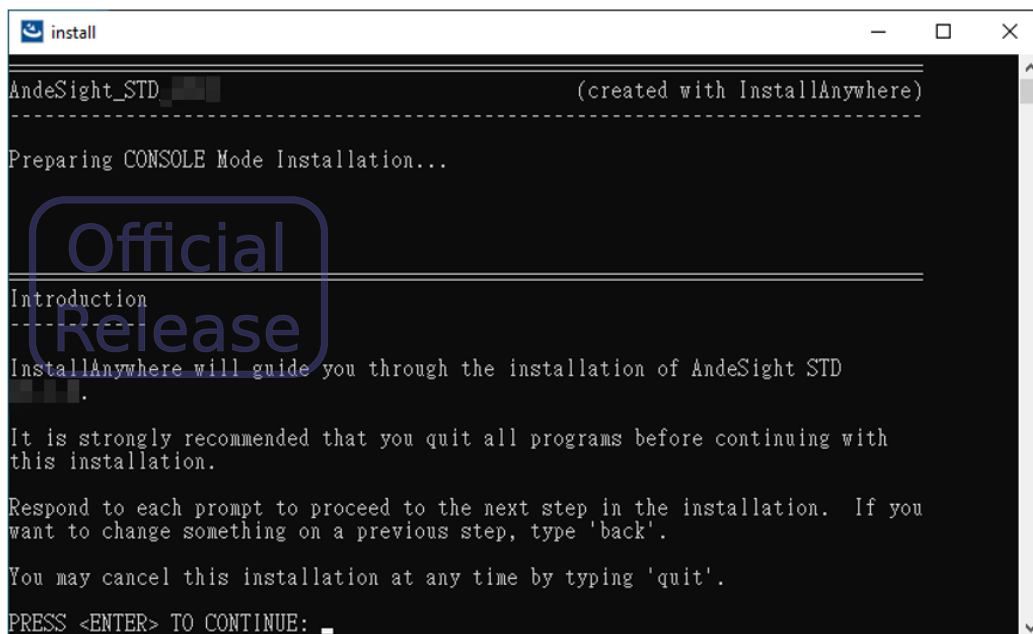 install
AndeSight_STD_ (created with InstallAnywhere)
-------------------------------------------------------------------------------
Preparing CONSOLE Mode Installation...
Official
Release
===============================================================================
Introduction
------------
InstallAnywhere will guide you through the installation of AndeSight STD
.
It is strongly recommended that you quit all programs before continuing with
this installation.
Respond to each prompt to proceed to the next step in the installation.  If you
want to change something on a previous step, type 'back'.
You may cancel this installation at any time by typing 'quit'.
PRESS <ENTER> TO CONTINUE: